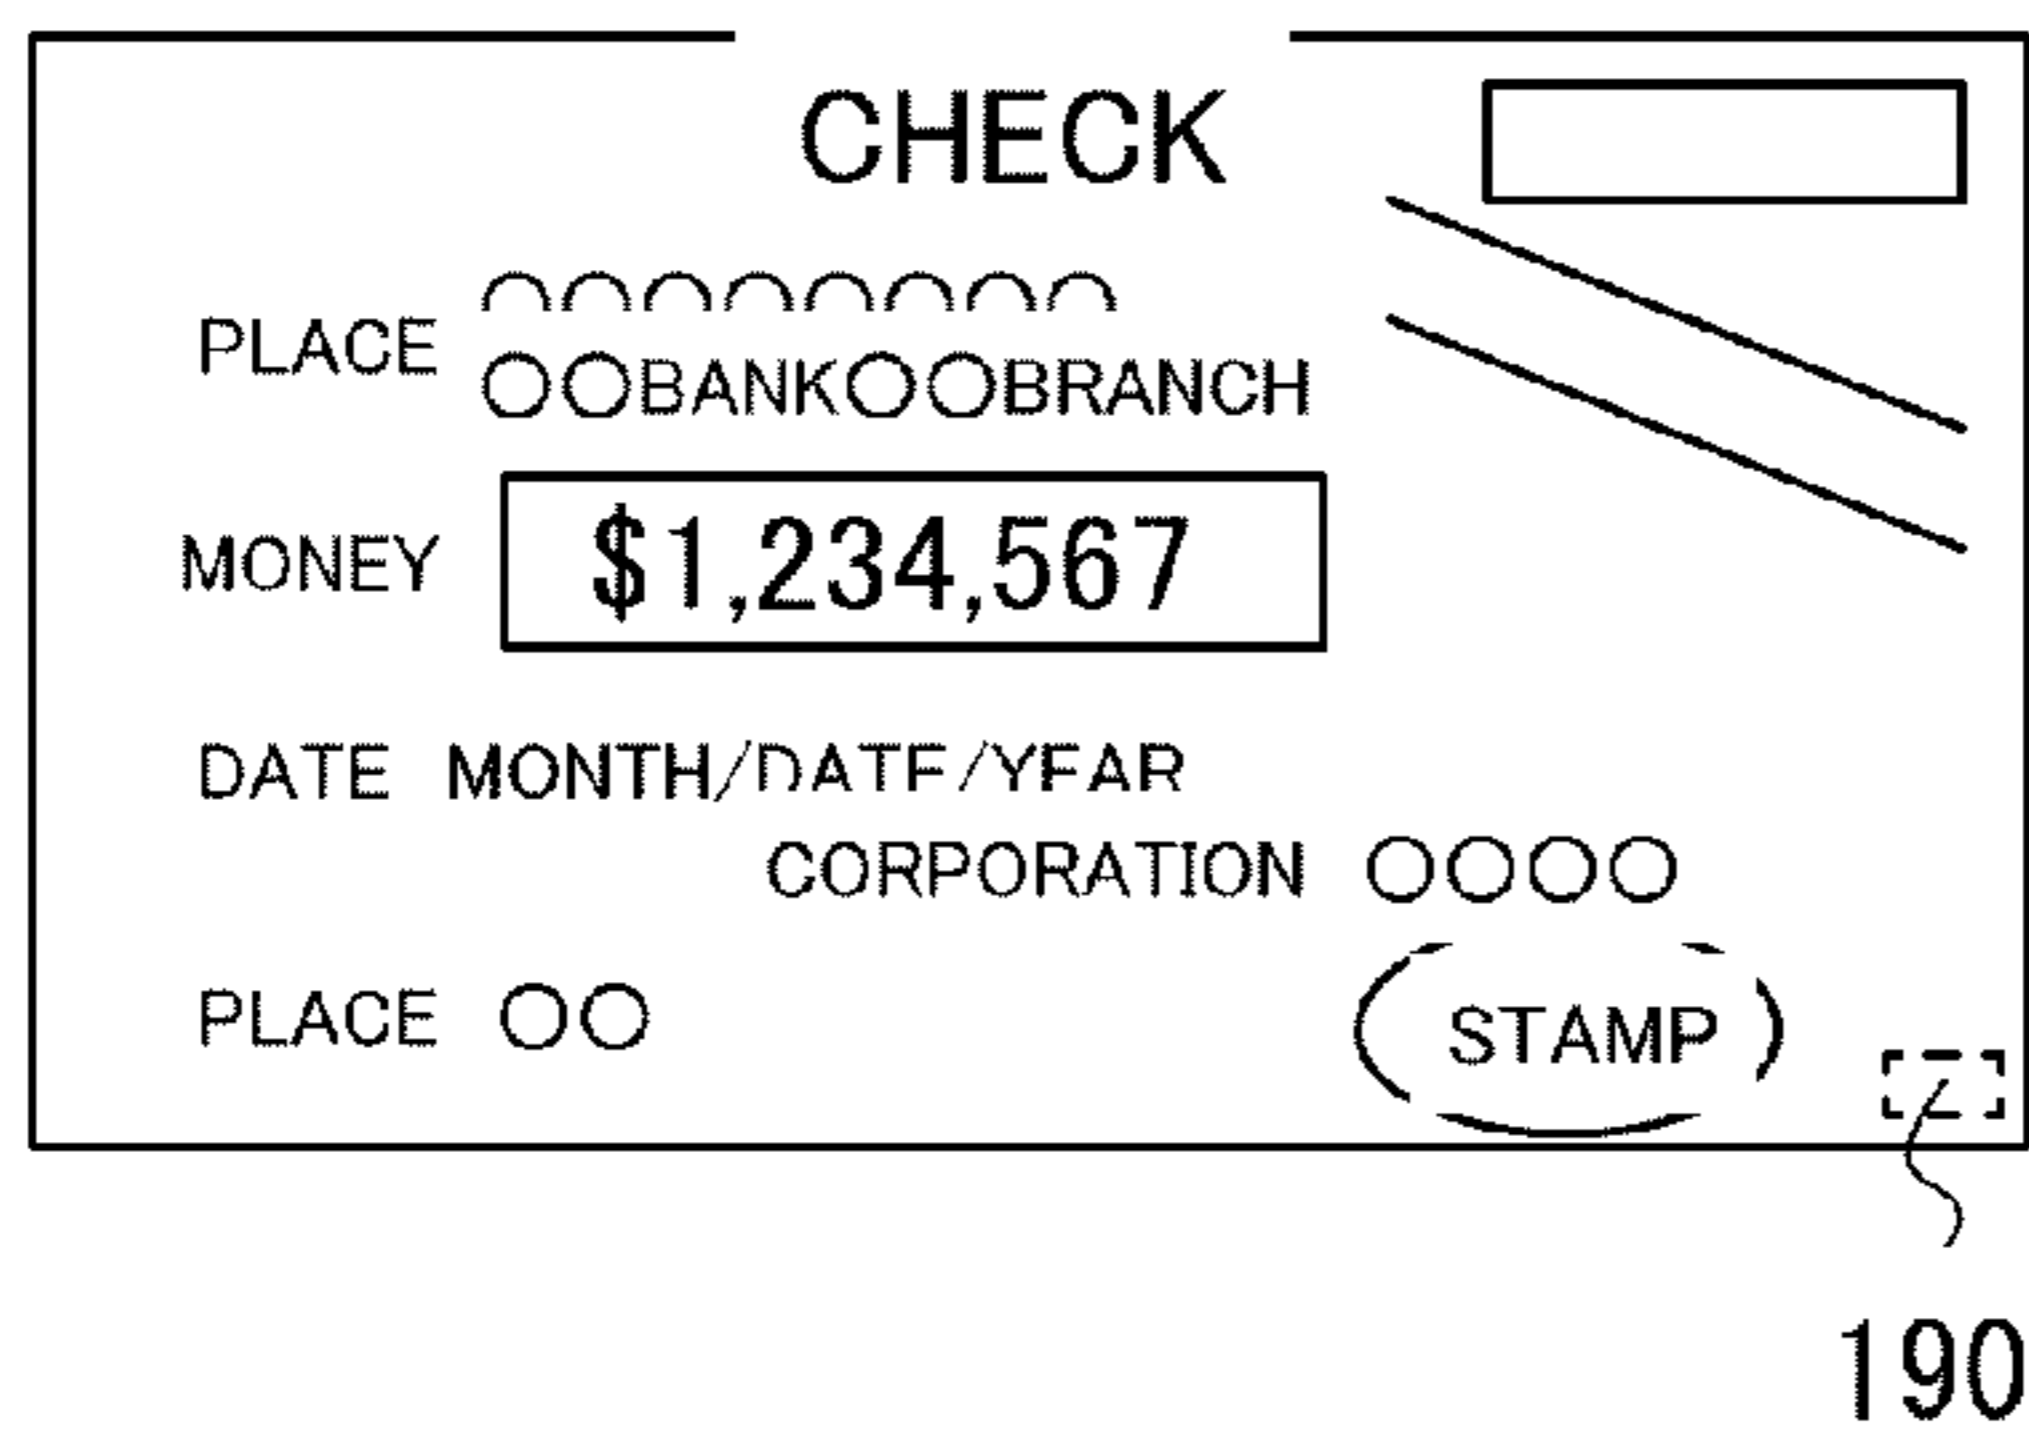 CHECK
PLACE
○○BANK○○BRANCH
MONEY $1,234,567
DATE MONTH/DATE/YEAR
CORPORATION ○○○○
PLACE ○○
STAMP
190